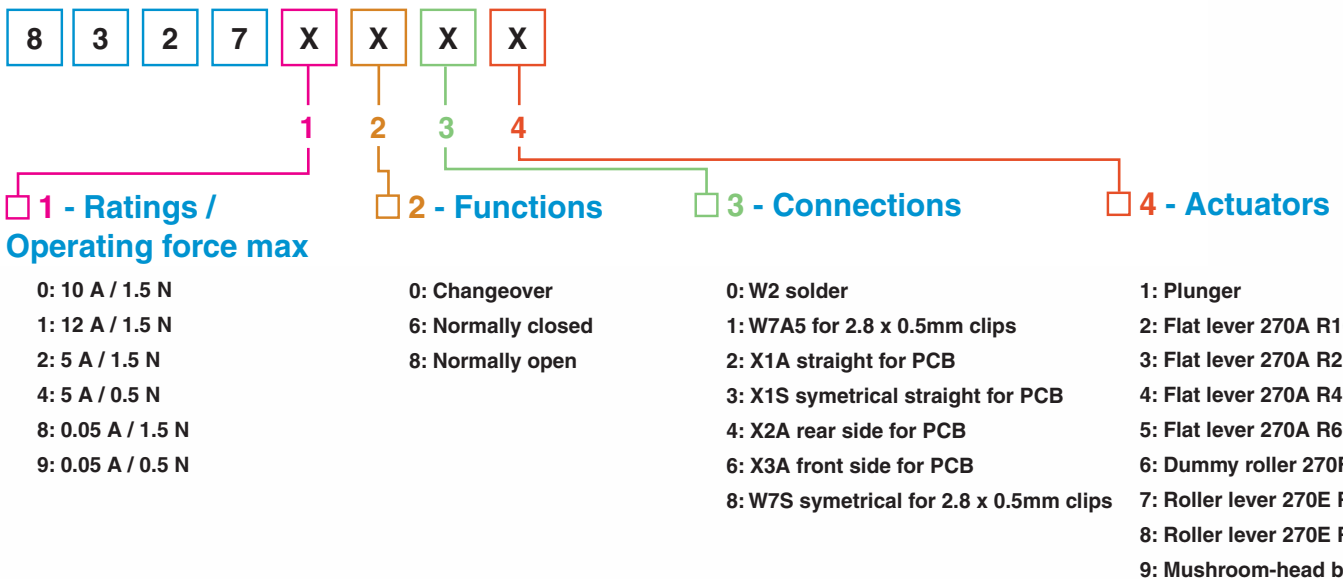 8 3 2 7 X X X X
1 2 3 4
1 - Ratings /
Operating force max
0: 10 A / 1.5 N
1: 12 A / 1.5 N
2: 5 A / 1.5 N
4: 5 A / 0.5 N
8: 0.05 A / 1.5 N
9: 0.05 A / 0.5 N
2 - Functions
0: Changeover
6: Normally closed
8: Normally open
3 - Connections
0: W2 solder
1: W7A5 for 2.8 x 0.5mm clips
2: X1A straight for PCB
3: X1S symetrical straight for PCB
4: X2A rear side for PCB
6: X3A front side for PCB
8: W7S symetrical for 2.8 x 0.5mm clips
4 - Actuators
1: Plunger
2: Flat lever 270A R1
3: Flat lever 270A R2
4: Flat lever 270A R4
5: Flat lever 270A R6
6: Dummy roller
7: Roller lever 270E
8: Roller lever 270E
9: Mushroom-head